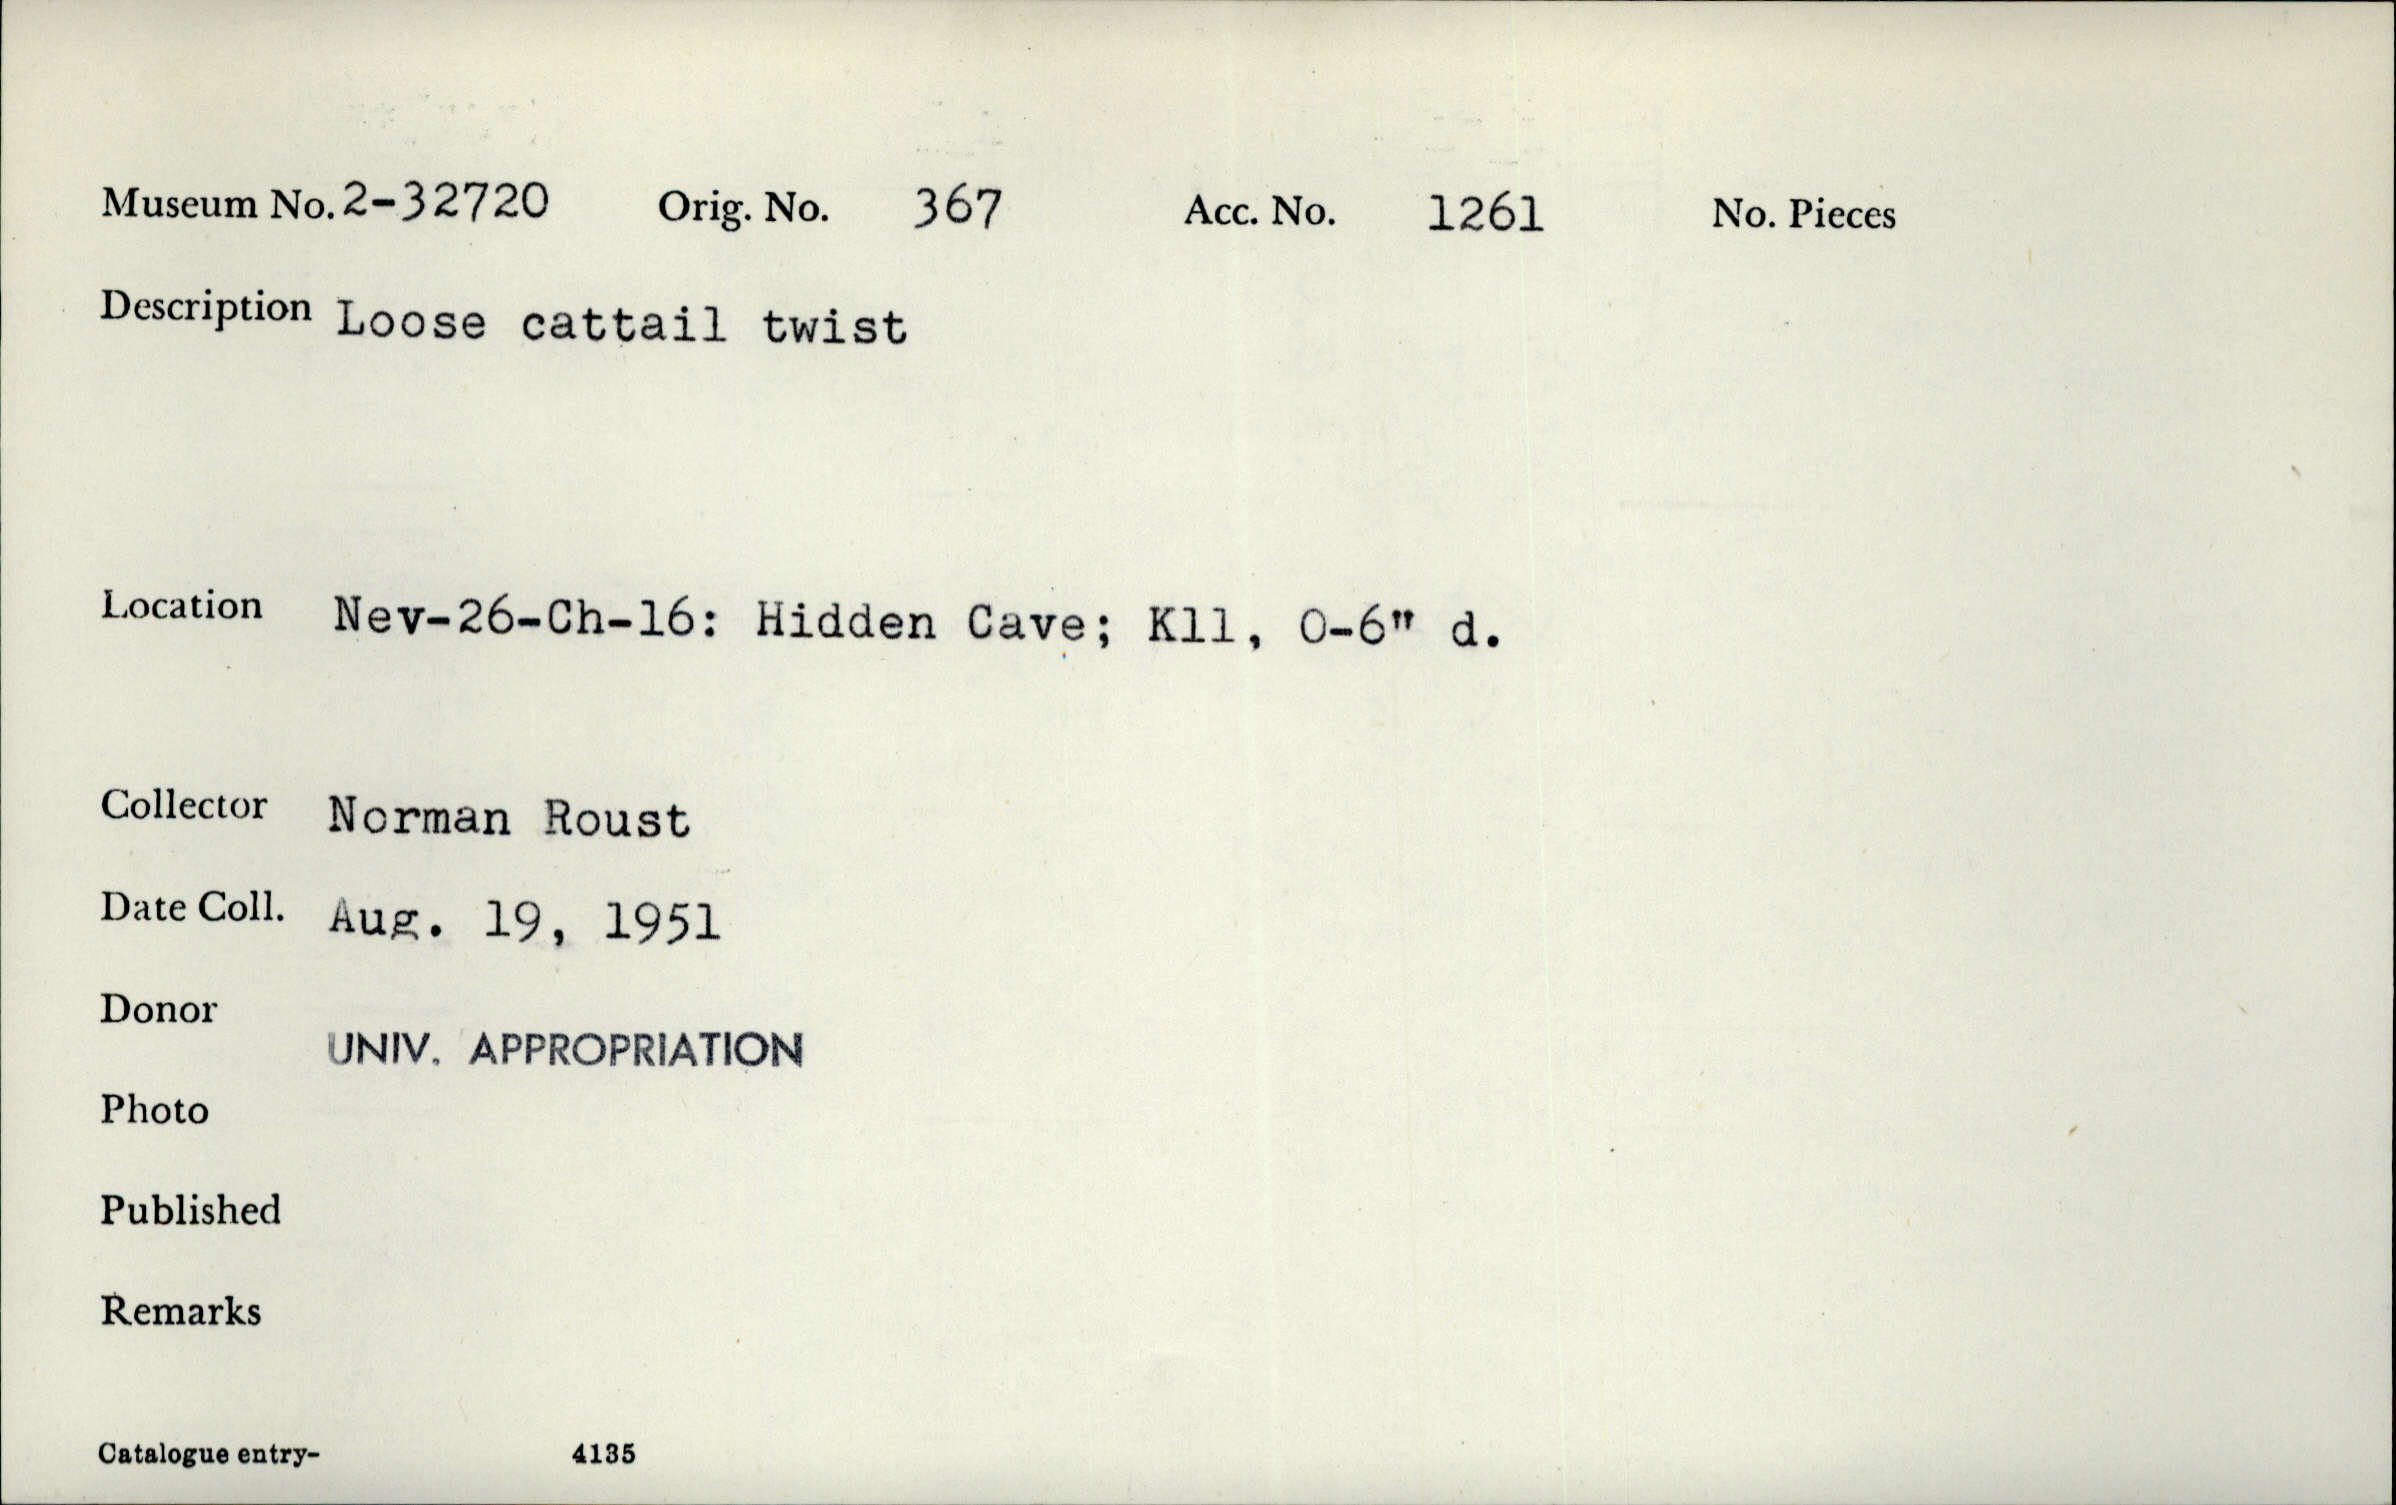 Museum No. 2-32720 Orig. No. 367 Acc. No. 1261 No. Pieces
Description Loose cattail twist
Location Nev-26-Ch-16: Hidden Cave; K11, 0-6" d.
Collector Norman Roust
Date Coll. Aug. 19, 1951
Donor
UNIV. APPROPRIATION
Photo
Published
Remarks
Catalogue entry- 4135